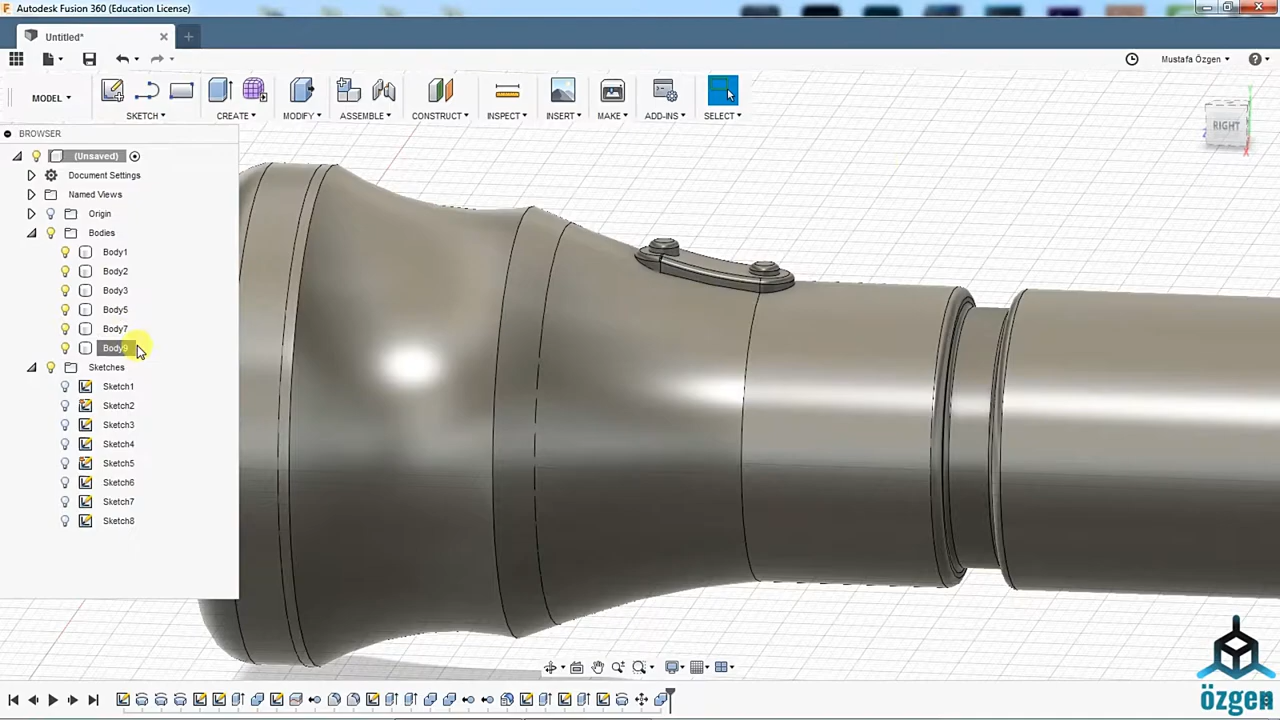 Autodesk Fusion 360 (Education License)
Untitled*
Mustafa Özgen
MODEL
SKETCH
CREATE
MODIFY
ASSEMBLE
CONSTRUCT
INSPECT
INSERT
MAKE
ADD-INS
SELECT
BROWSER
RIGHT
(Unsaved)
Document Settings
Named Views
Origin
Bodies
Body1
Body2
Body3
Body5
Body7
Body9
Sketches
Sketch1
Sketch2
Sketch3
Sketch4
Sketch5
Sketch6
Sketch7
Sketch8
özgen